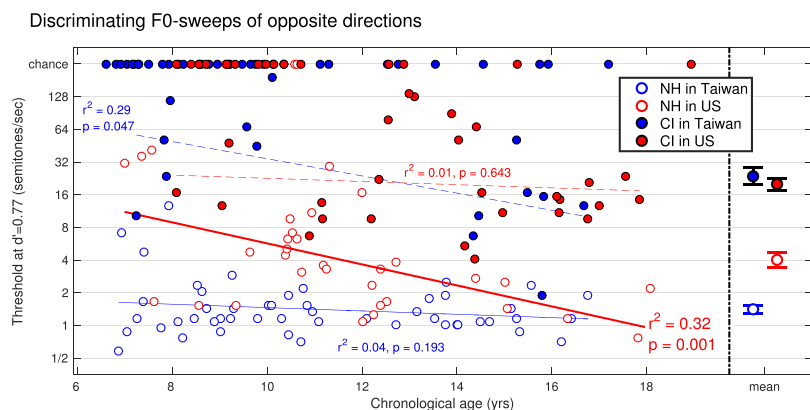 Discriminating F0-sweeps of opposite directions
Threshold at d'=0.77 (semitones/sec)
chance
128
64
32
16
8
4
2
1
1/2
r² = 0.29
p = 0.047
r² = 0.01, p = 0.643
r² = 0.04, p = 0.193
r² = 0.32
p = 0.001
NH in Taiwan
NH in US
CI in Taiwan
CI in US
6 8 10 12 14 16 18 mean
Chronological age (yrs)